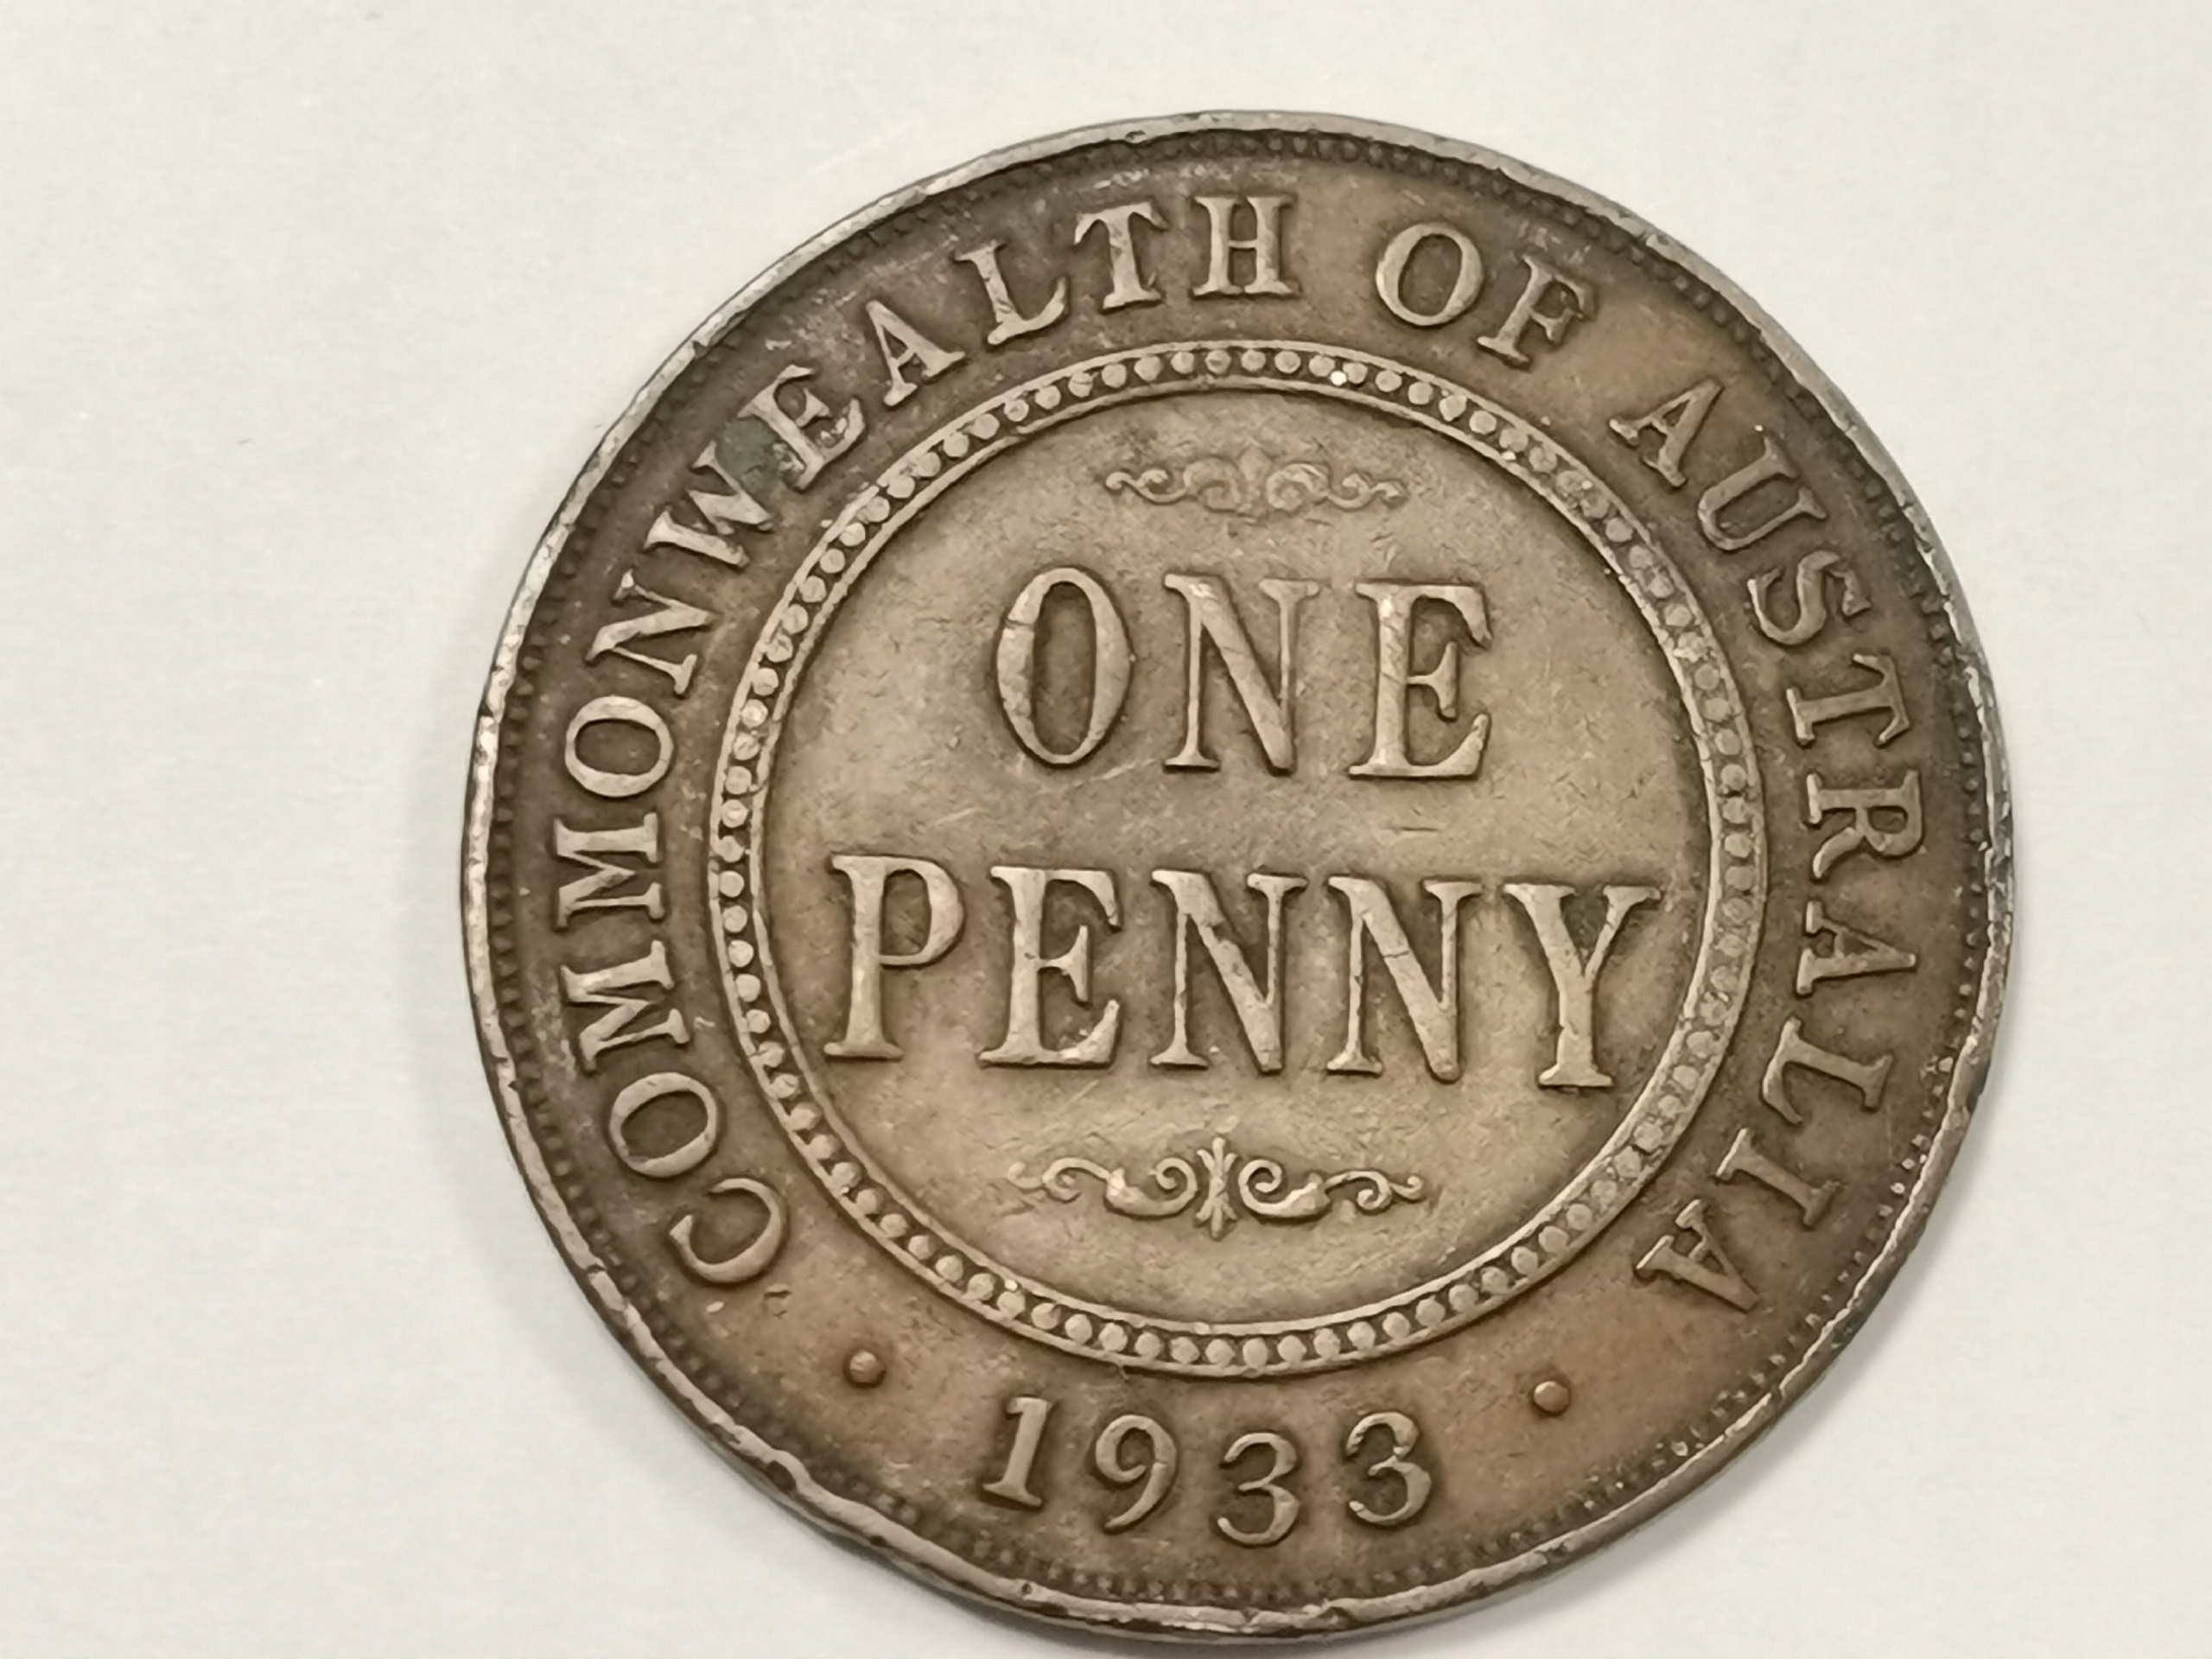 COMMONWEALTH OF AUSTRALIA
ONE
PENNY
· 1933 ·